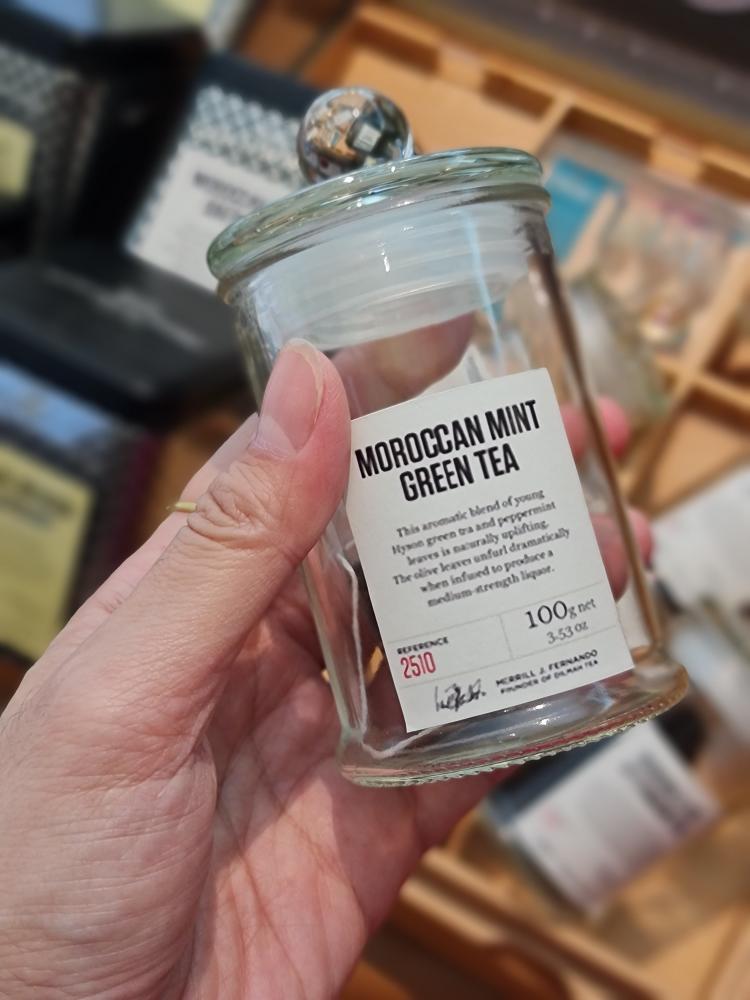 MOROCCAN MINT
GREEN TEA
This aromatic blend of young
Hyson green tea and peppermint
leaves is naturally uplifting.
The olive leaves unfurl dramatically
when infused to produce a
medium-strength liquor.
REFERENCE
2510
100g net
3.53 oz
MERRILL J. FERNANDO
FOUNDER OF DILMAH TEA